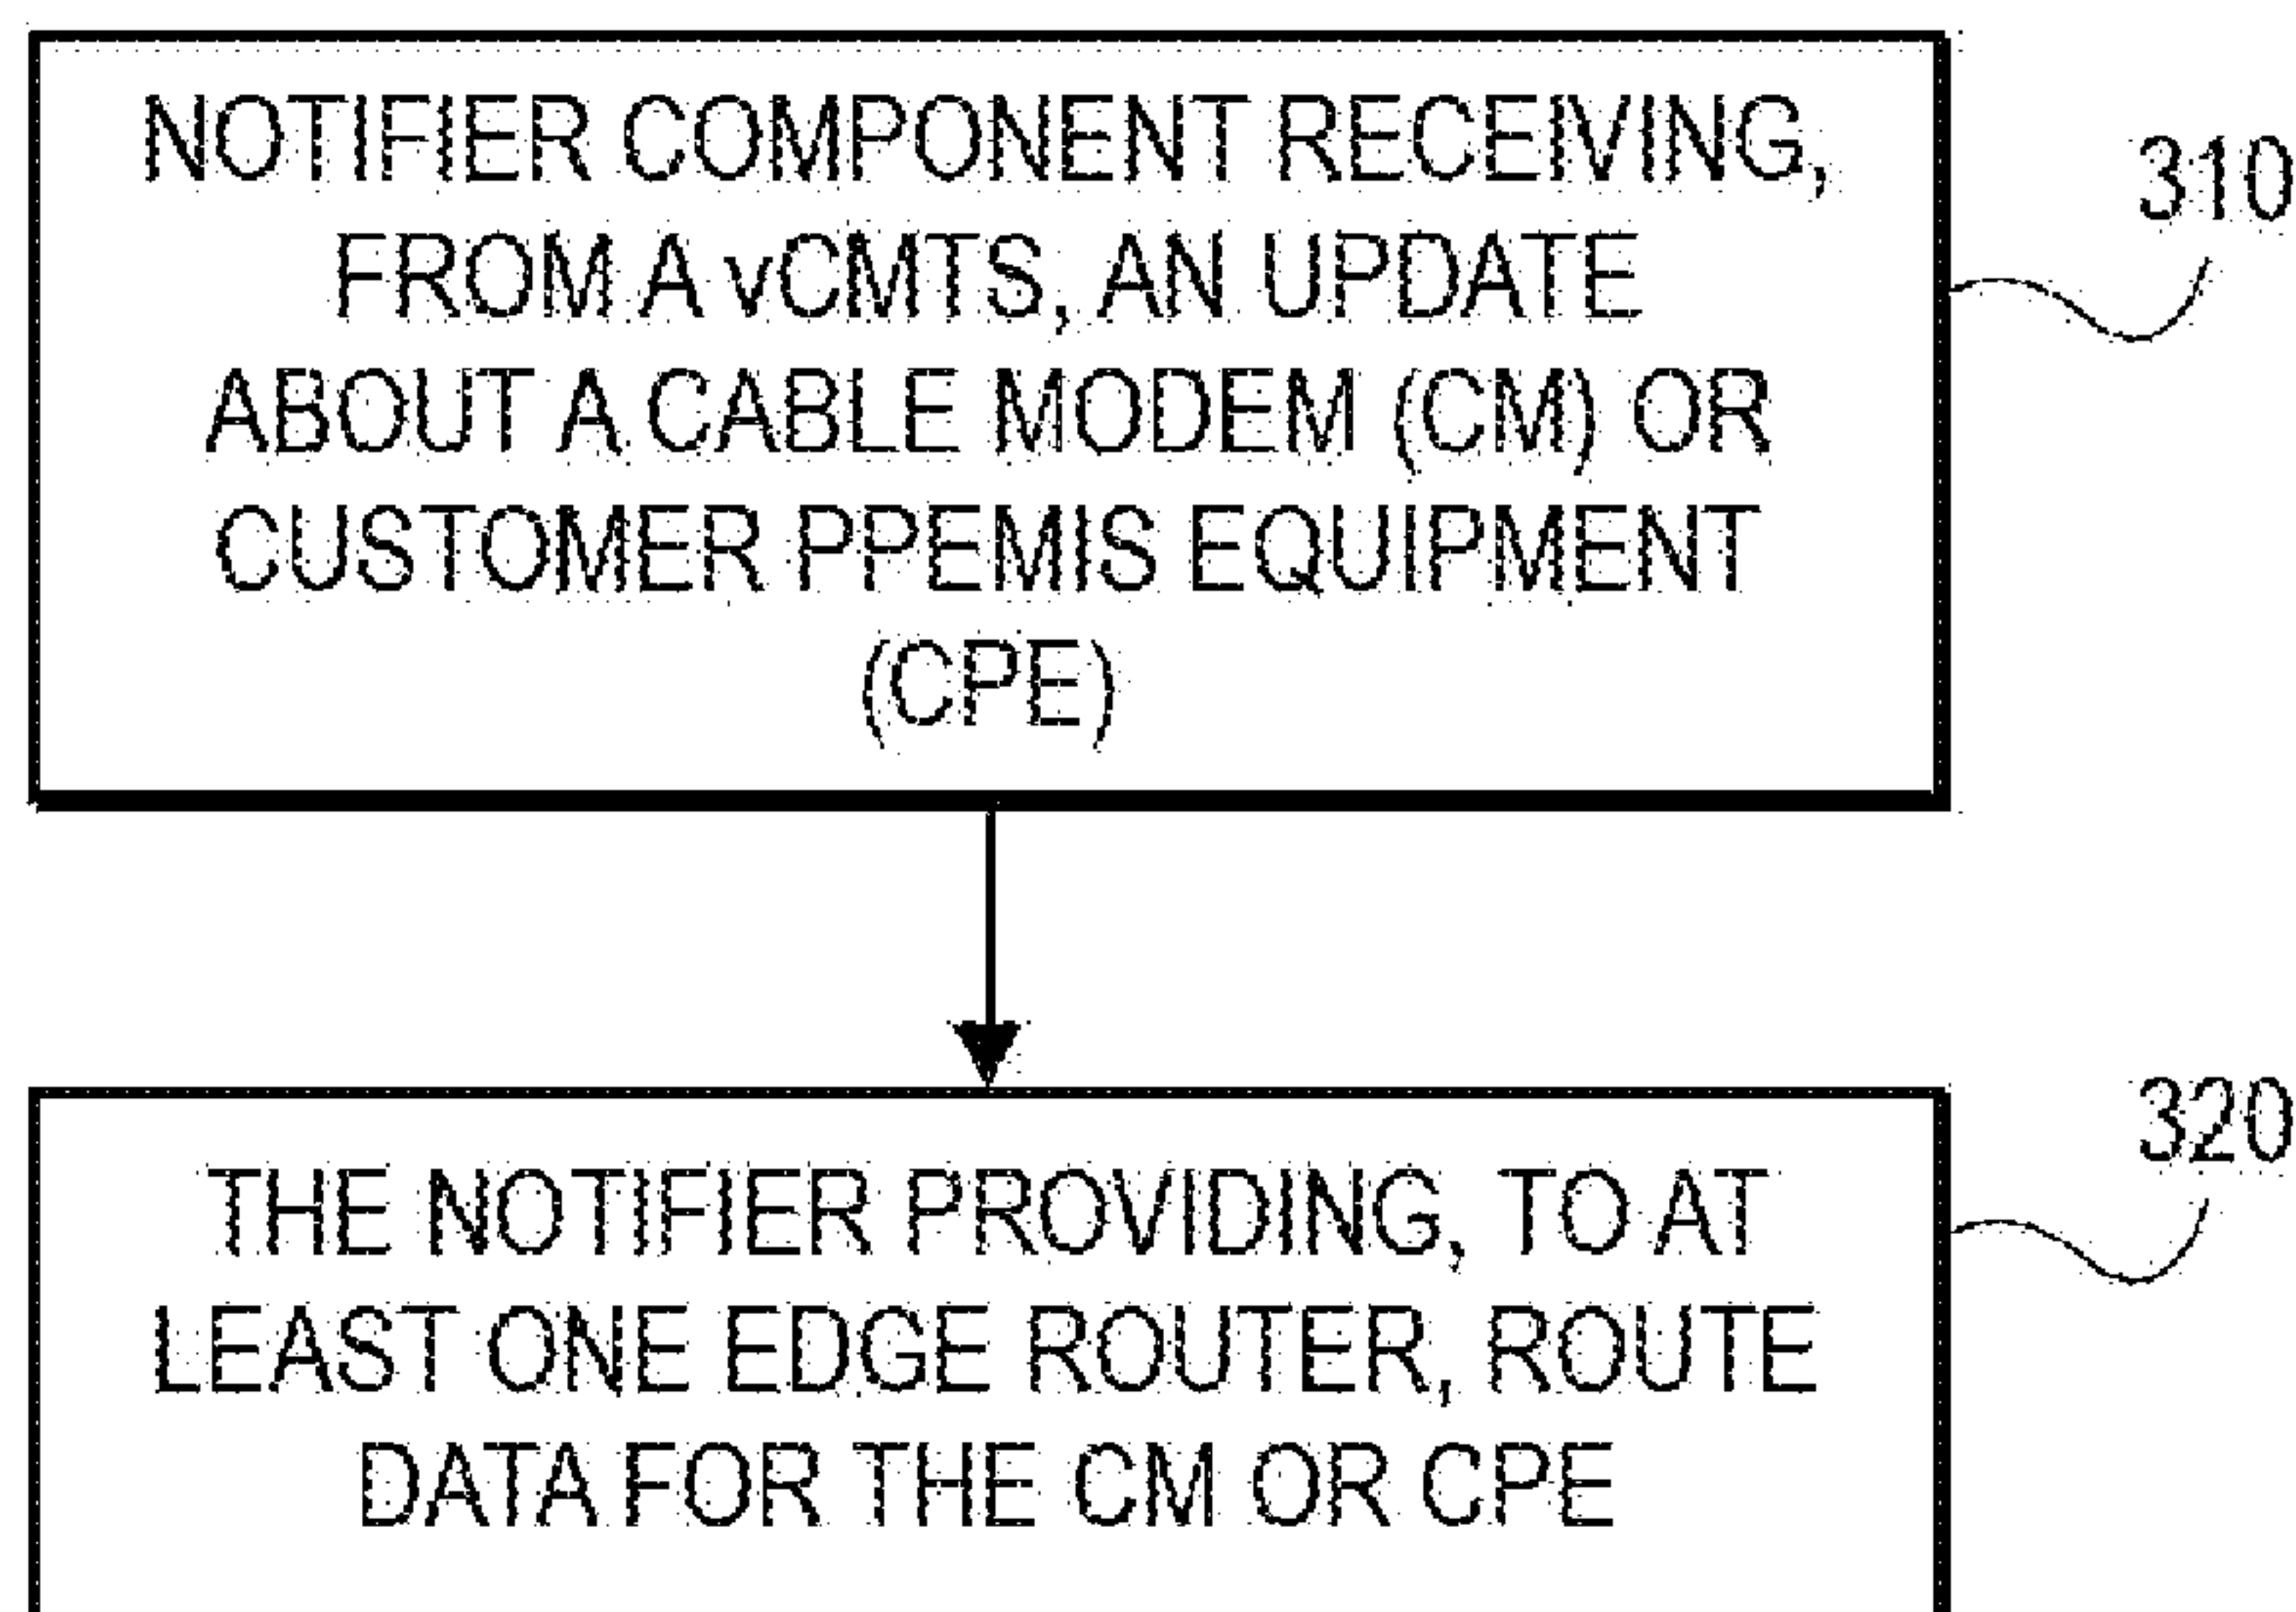 NOTIFIER COMPONENT RECEIVING,
FROM A vCMTS, AN UPDATE
ABOUT A CABLE MODEM (CM) OR
CUSTOMER PPEMIS EQUIPMENT
(CPE)
310
THE NOTIFIER PROVIDING, TO AT
LEAST ONE EDGE ROUTER, ROUTE
DATA FOR THE CM OR CPE
320